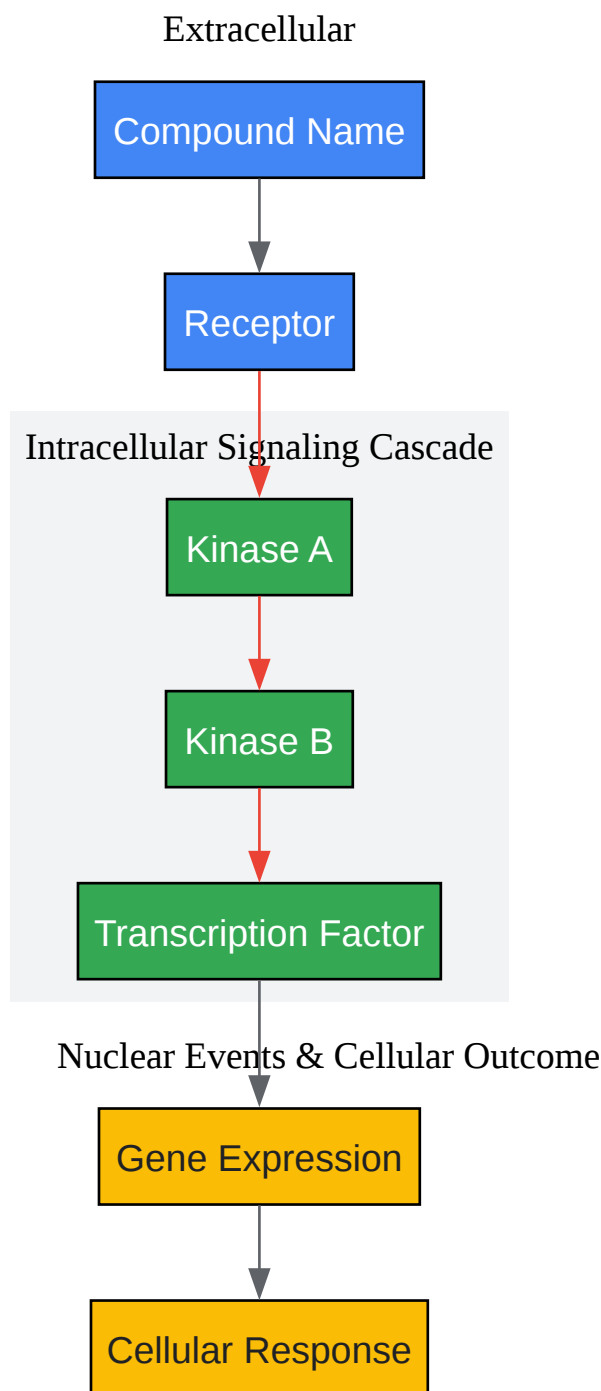 Extracellular
Compound Name
Receptor
Intracellular Signaling Cascade
Kinase A
Kinase B
Transcription Factor
Nuclear Events & Cellular Outcome
Gene Expression
Cellular Response